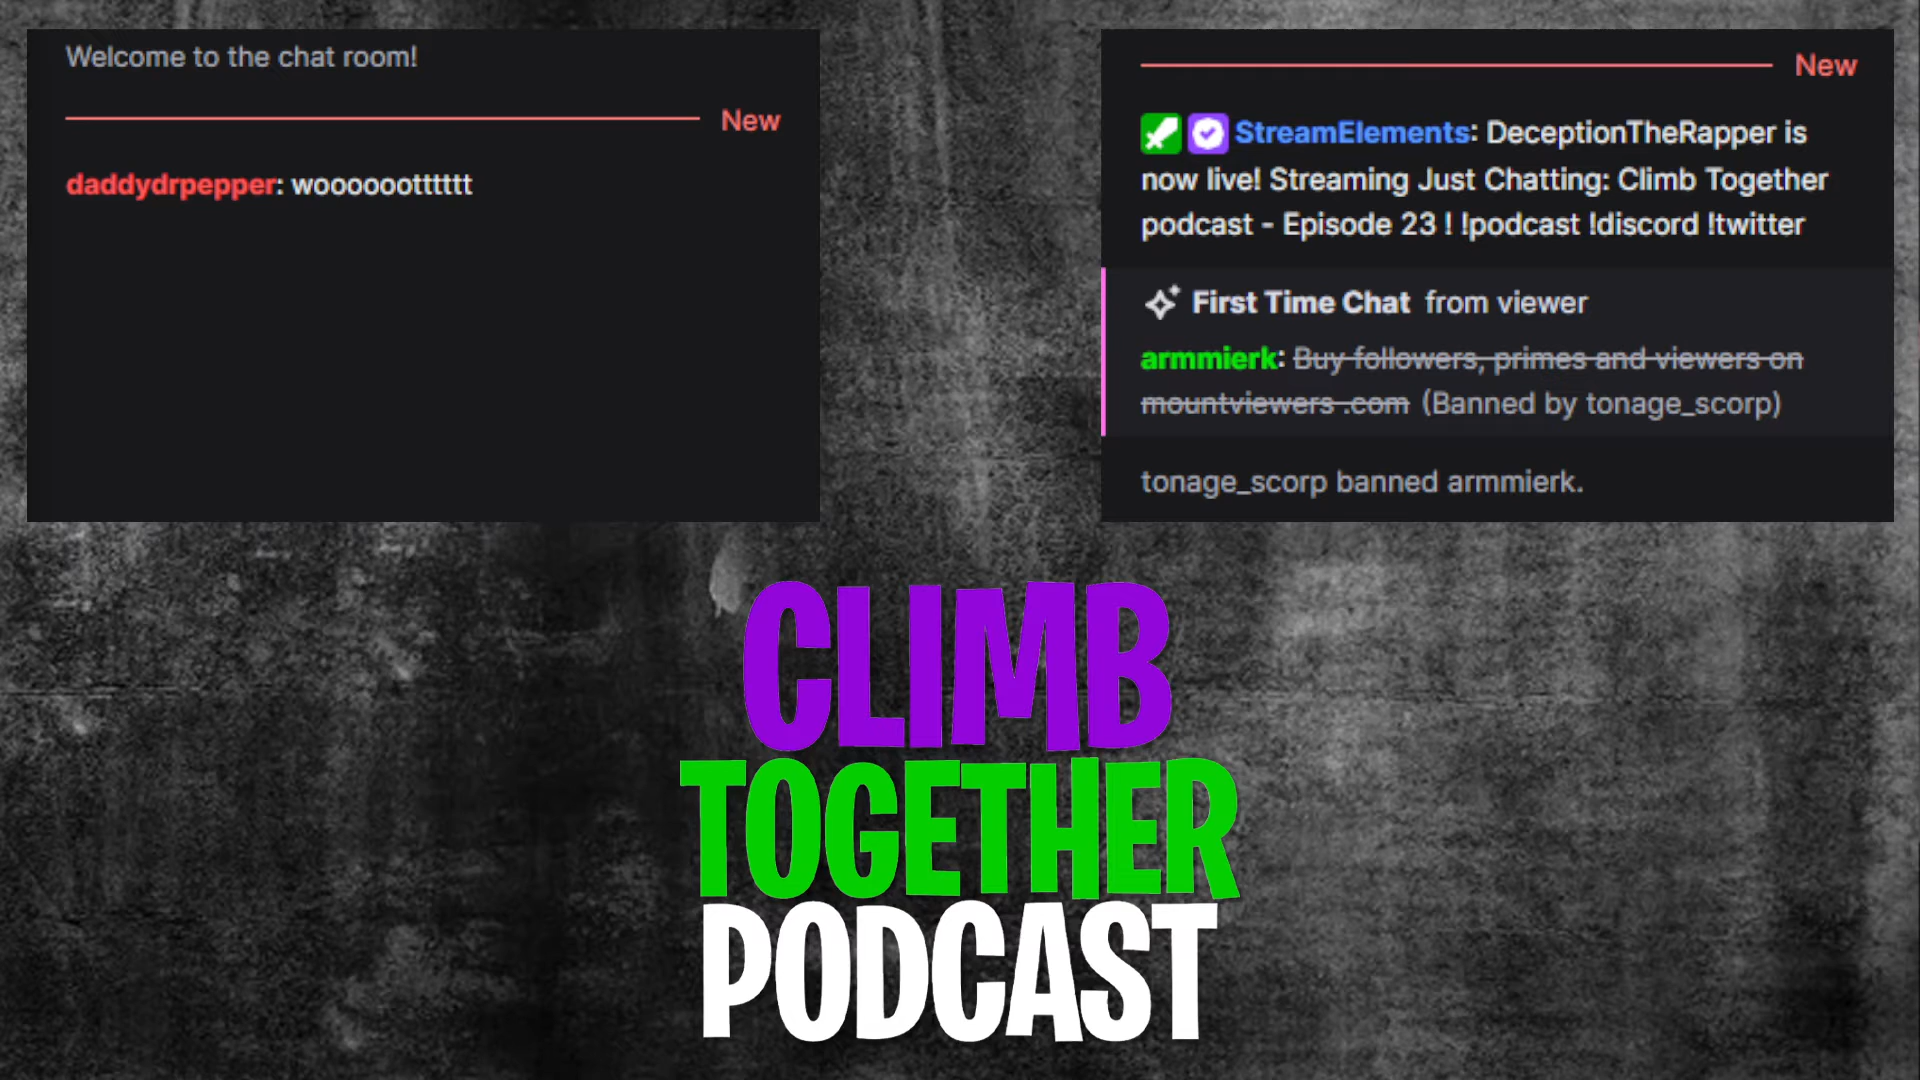 Welcome to the chat room!
New
daddydrpepper: woooooottttttt
New
StreamElements: DeceptionTheRapper is
now live! Streaming Just Chatting: Climb Together
podcast - Episode 23 ! !podcast !discord !twitter
First Time Chat from viewer
armmierk: Buy followers, primes and viewers on
mountviewers .com (Banned by tonage_scorp)
tonage_scorp banned armmierk.
CLIMB
TOGETHER
PODCAST